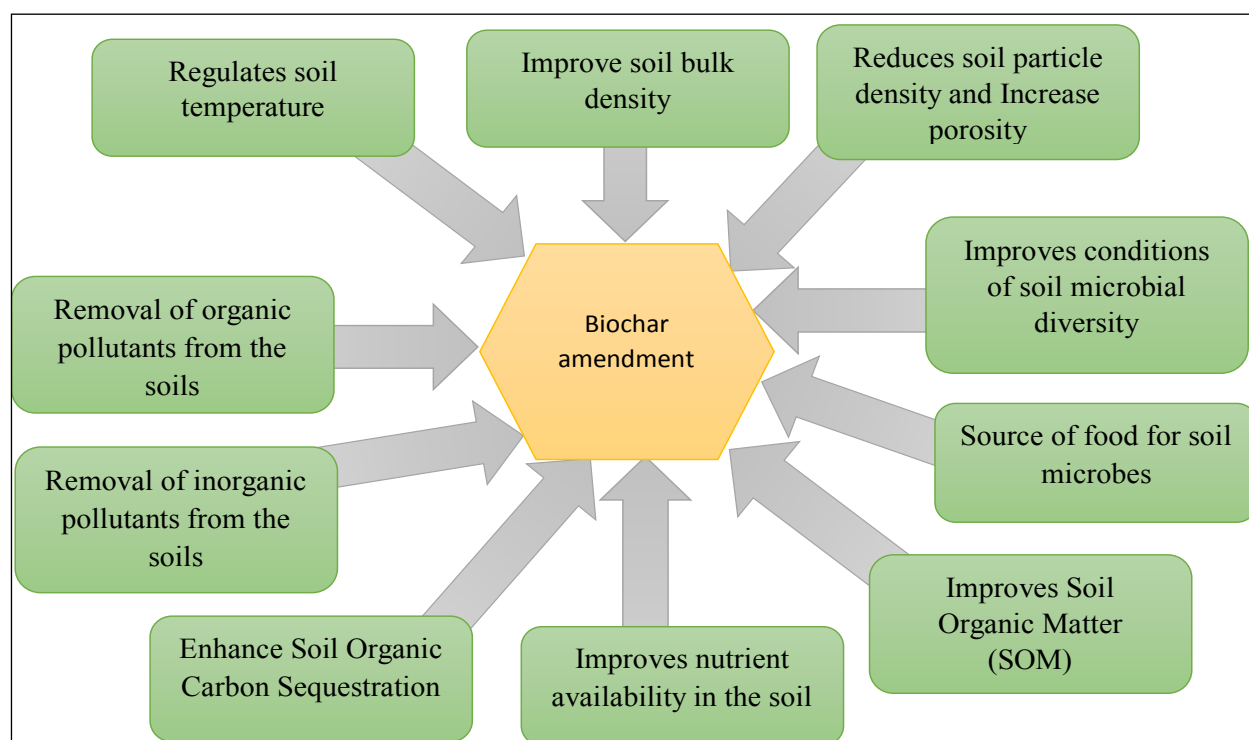 Regulates soil
temperature
Improve soil bulk
density
Reduces soil particle
density and Increase
porosity
Removal of organic
pollutants from the
soils
Biochar
amendment
Improves conditions
of soil microbial
diversity
Removal of inorganic
pollutants from the
soils
Source of food for soil
microbes
Enhance Soil Organic
Carbon Sequestration
Improves nutrient
availability in the soil
Improves Soil
Organic Matter
(SOM)